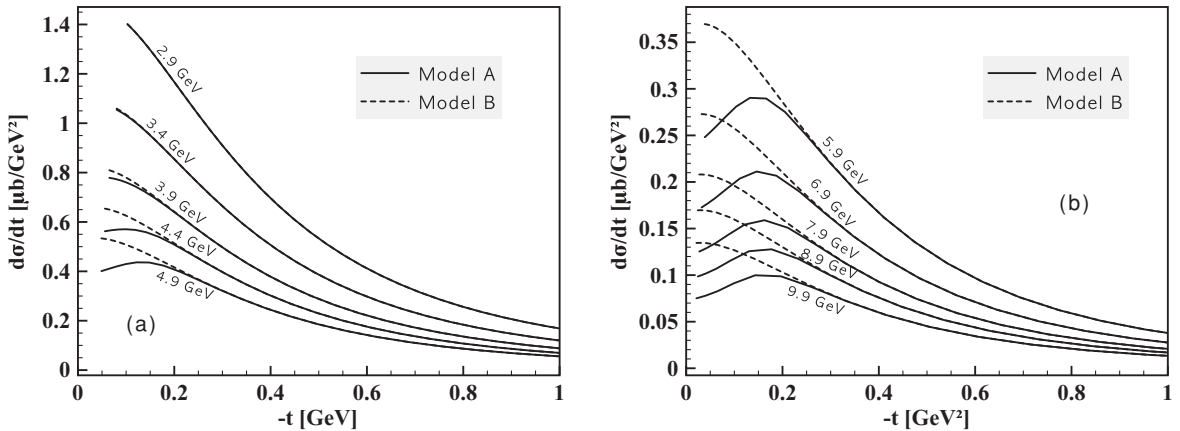 1.4
1.2
1
0.8
0.6
0.4
0.2
0
dσ/dt [μb/GeV²]
2.9 GeV
3.4 GeV
3.9 GeV
4.4 GeV
4.9 GeV
Model A
Model B
(a)
0 0.2 0.4 0.6 0.8 1
-t [GeV]
0.35
0.3
0.25
0.2
0.15
0.1
0.05
0
dσ/dt [μb/GeV²]
Model A
Model B
5.9 GeV
6.9 GeV
7.9 GeV
8.9 GeV
9.9 GeV
(b)
0 0.2 0.4 0.6 0.8 1
-t [GeV²]